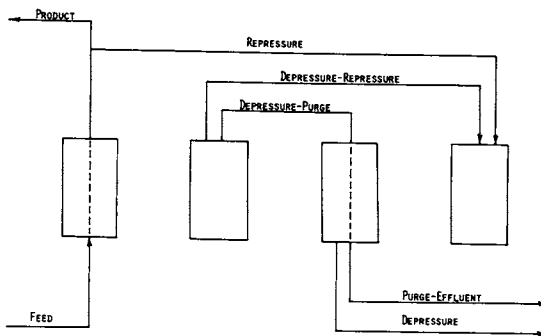 PRODUCT
REPRESSURE
DEPRESSURE-REPRESSURE
DEPRESSURE-PURGE
PURGE-EFFLUENT
FEED
DEPRESSURE